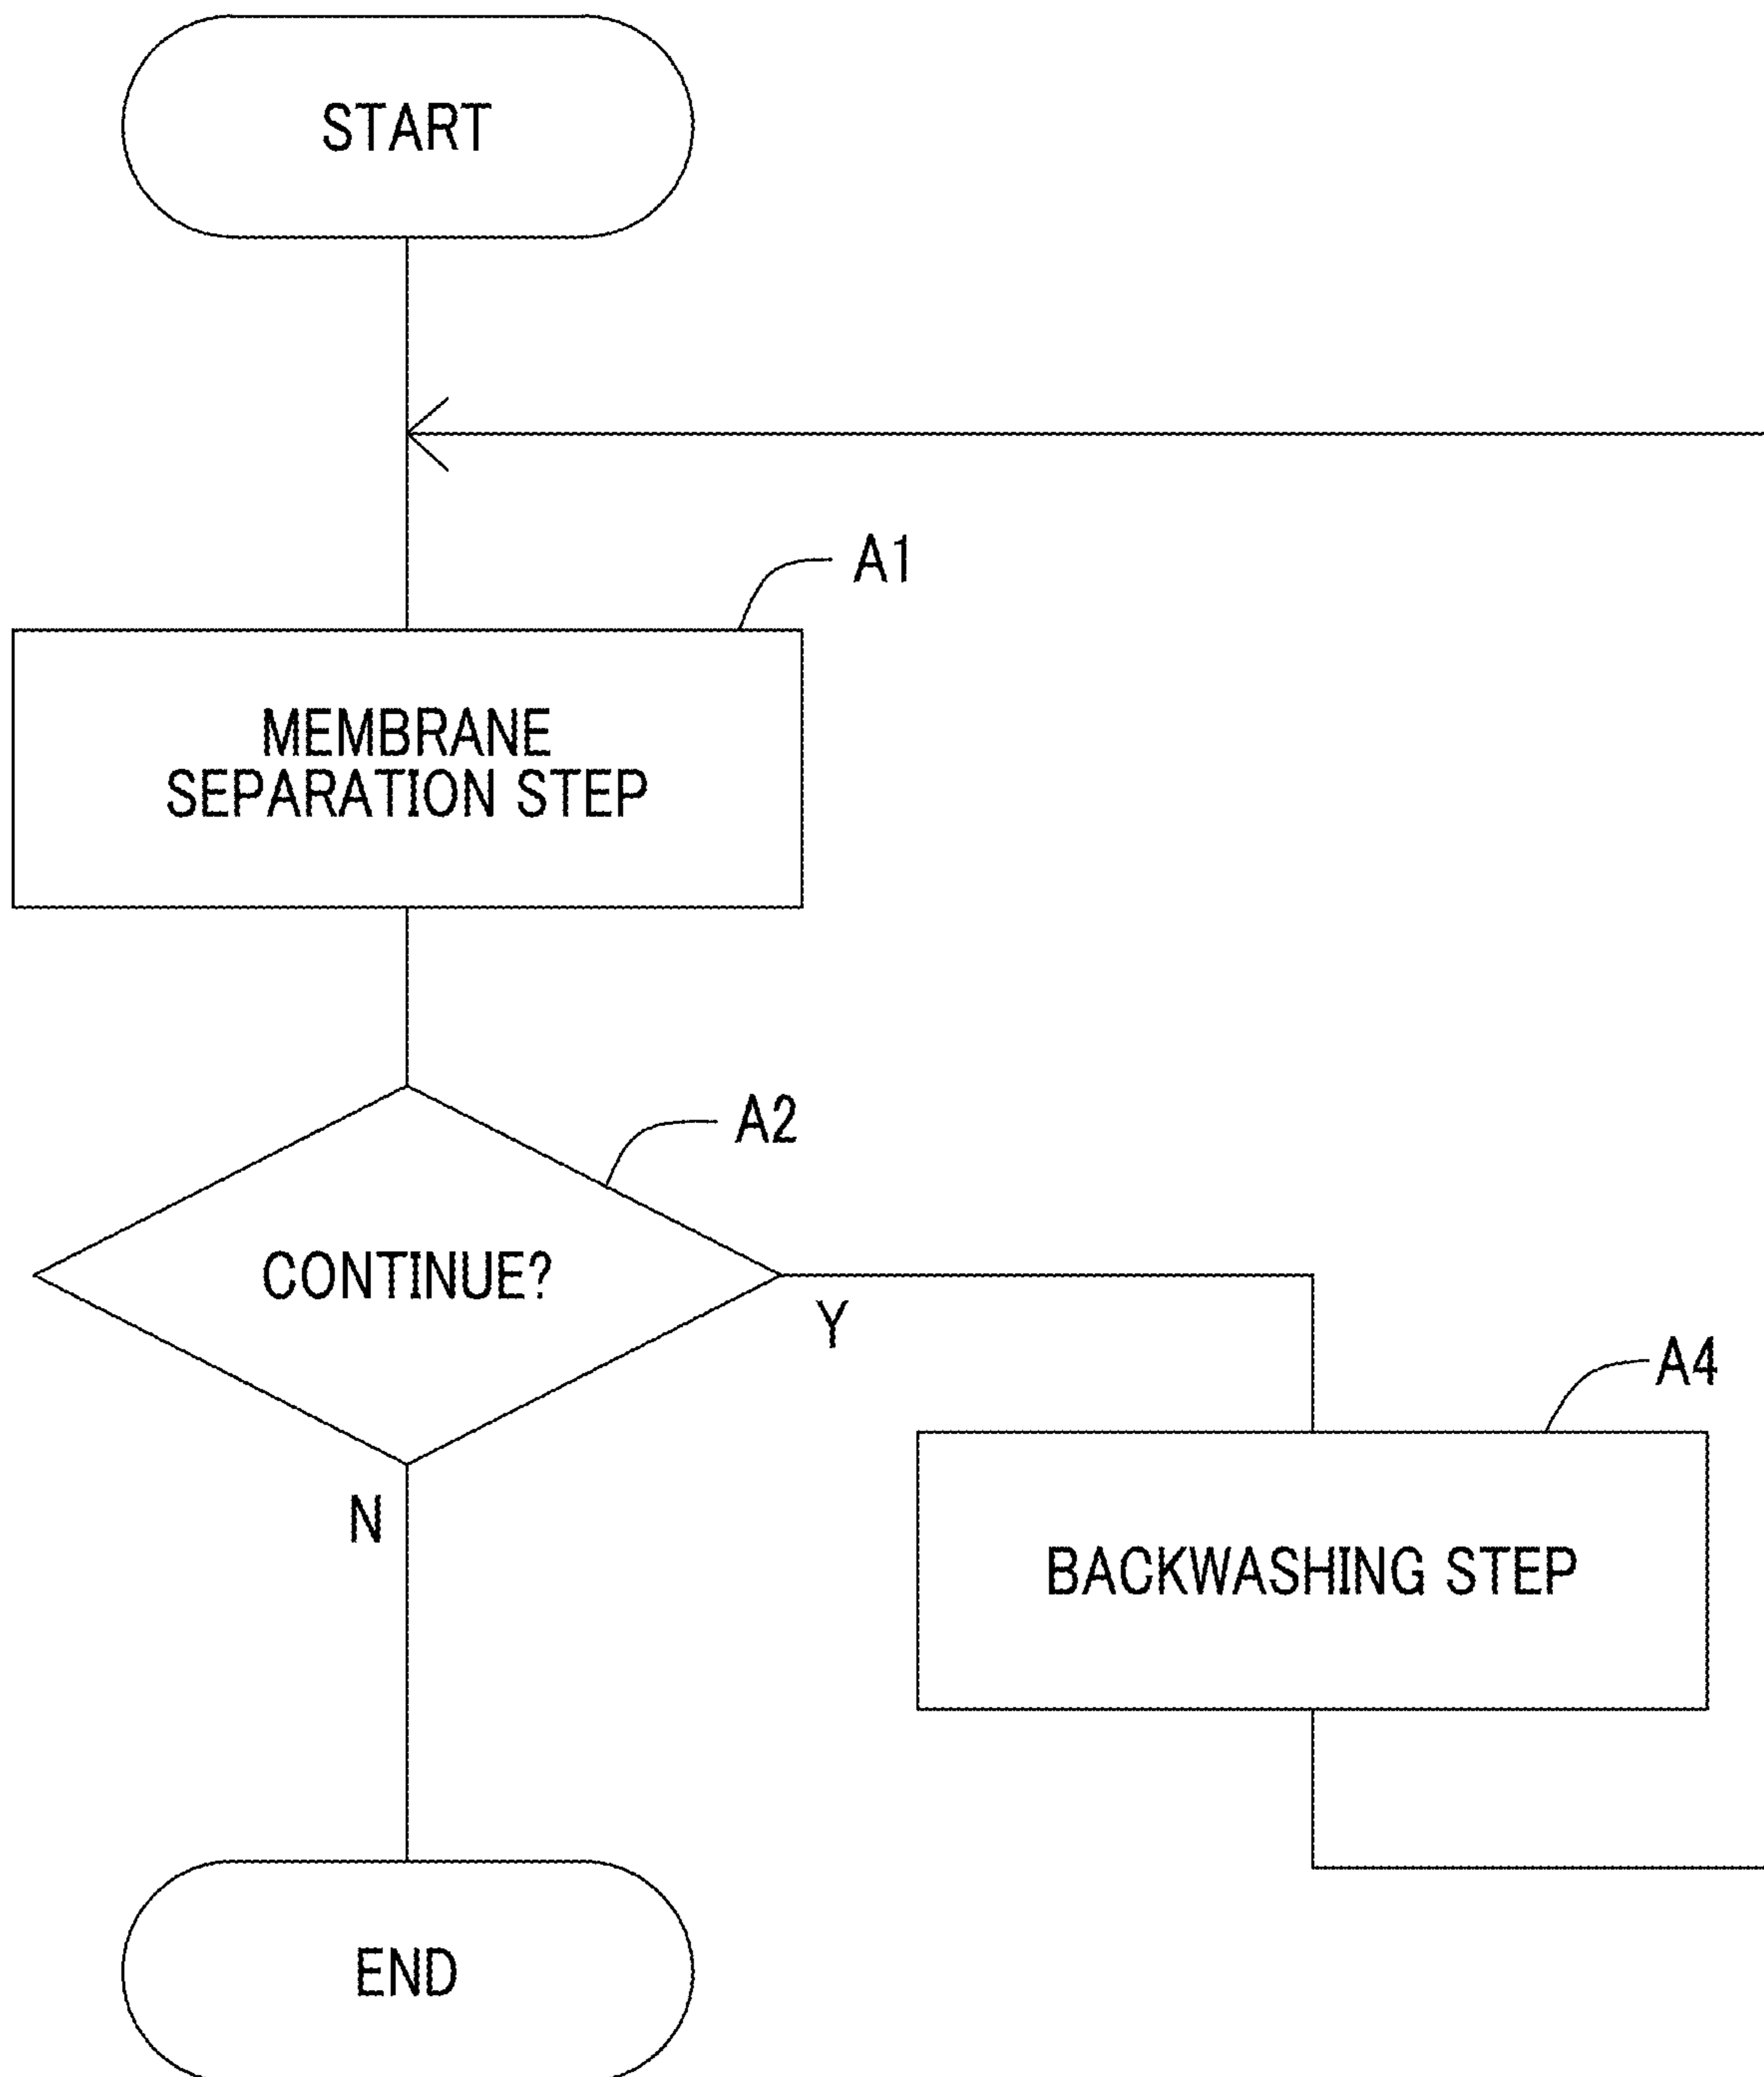 START
A1
MEMBRANE
SEPARATION STEP
A2
CONTINUE?
Y
A4
N
BACKWASHING STEP
END